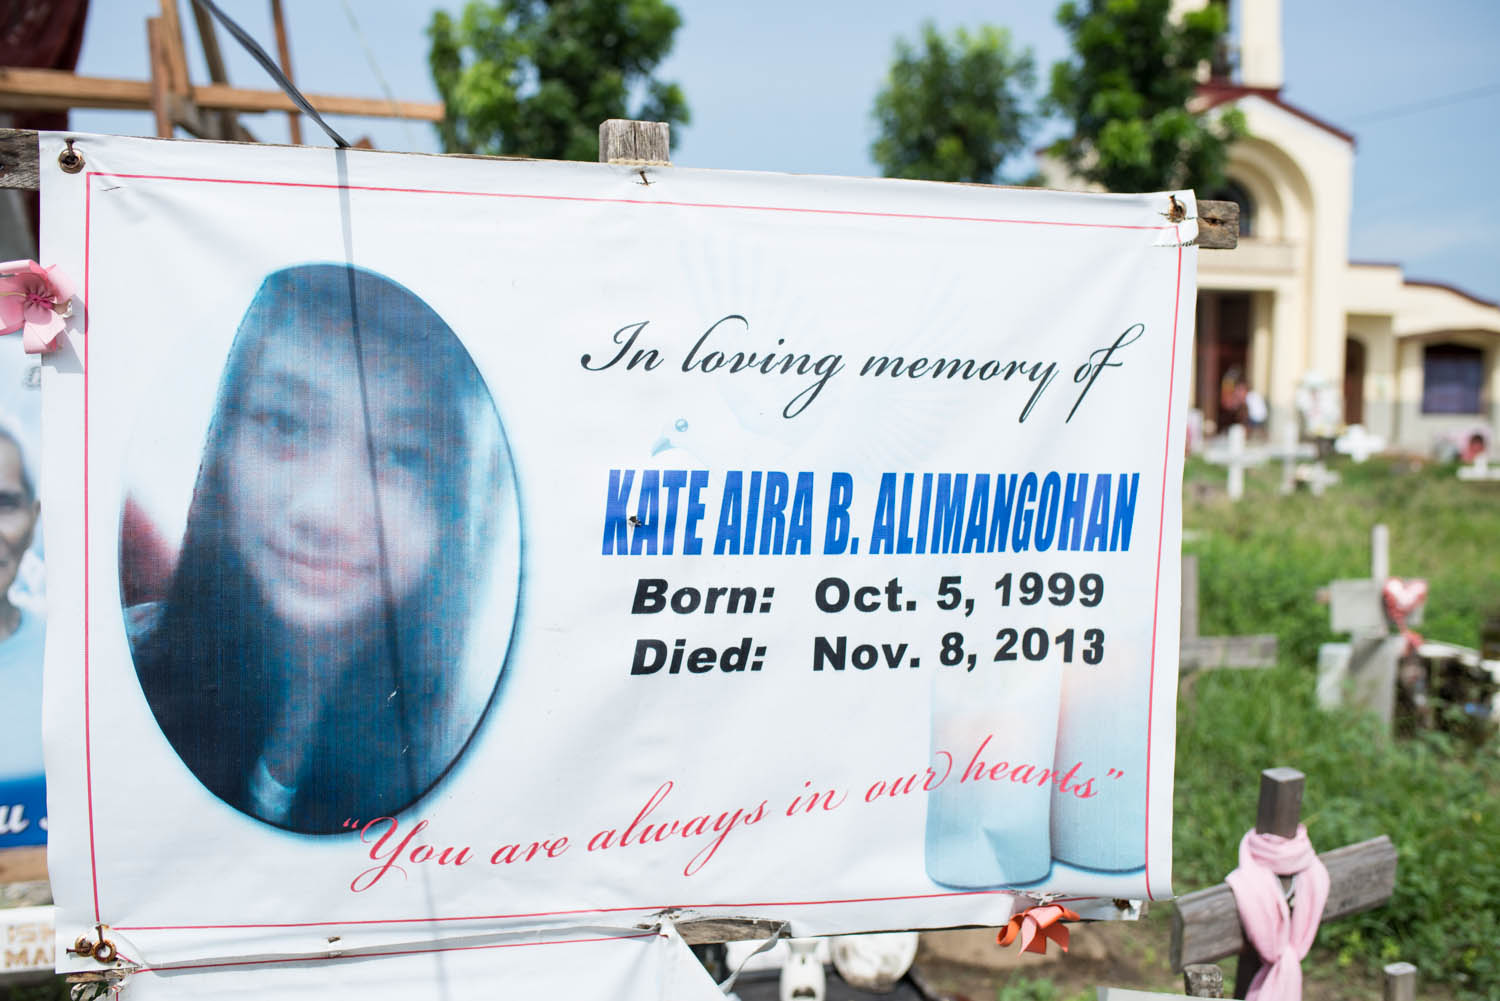 In loving memory of
KATE AIRA B. ALIMANGOHAN
Born: Oct. 5, 1999
Died: Nov. 8, 2013
"You are always in our hearts"